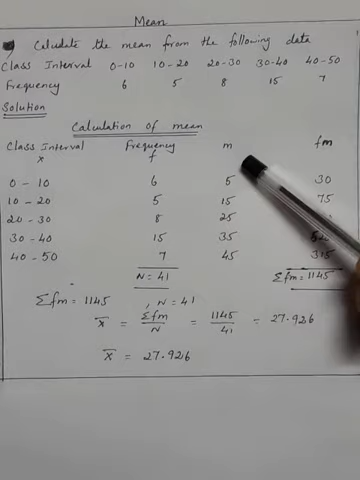 Mean
Calculate the mean from the following data
Class Interval 0-10 10-20 20-30 30-40 40-50
Frequency 6 5 8 15 7
Solution
Calculation of mean
Class Interval Frequency m fm
x f
0-10 6 5 30
10-20 5 15 75
20-30 8 25
30-40 15 35
40-50 7 45 315
N = 41 Σfm = 1145
Σfm = 1145, N = 41
x̄ = Σfm/N = 1145/41 = 27.926
x̄ = 27.926